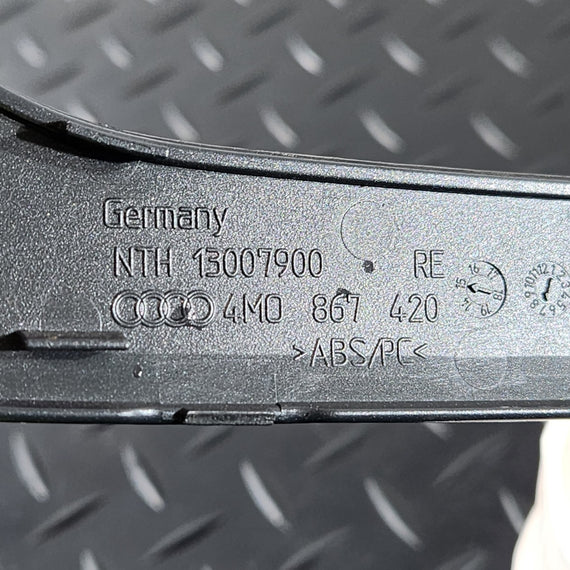 Germany
NTH 13007900 RE
4M0 867 420
>ABS/PC<